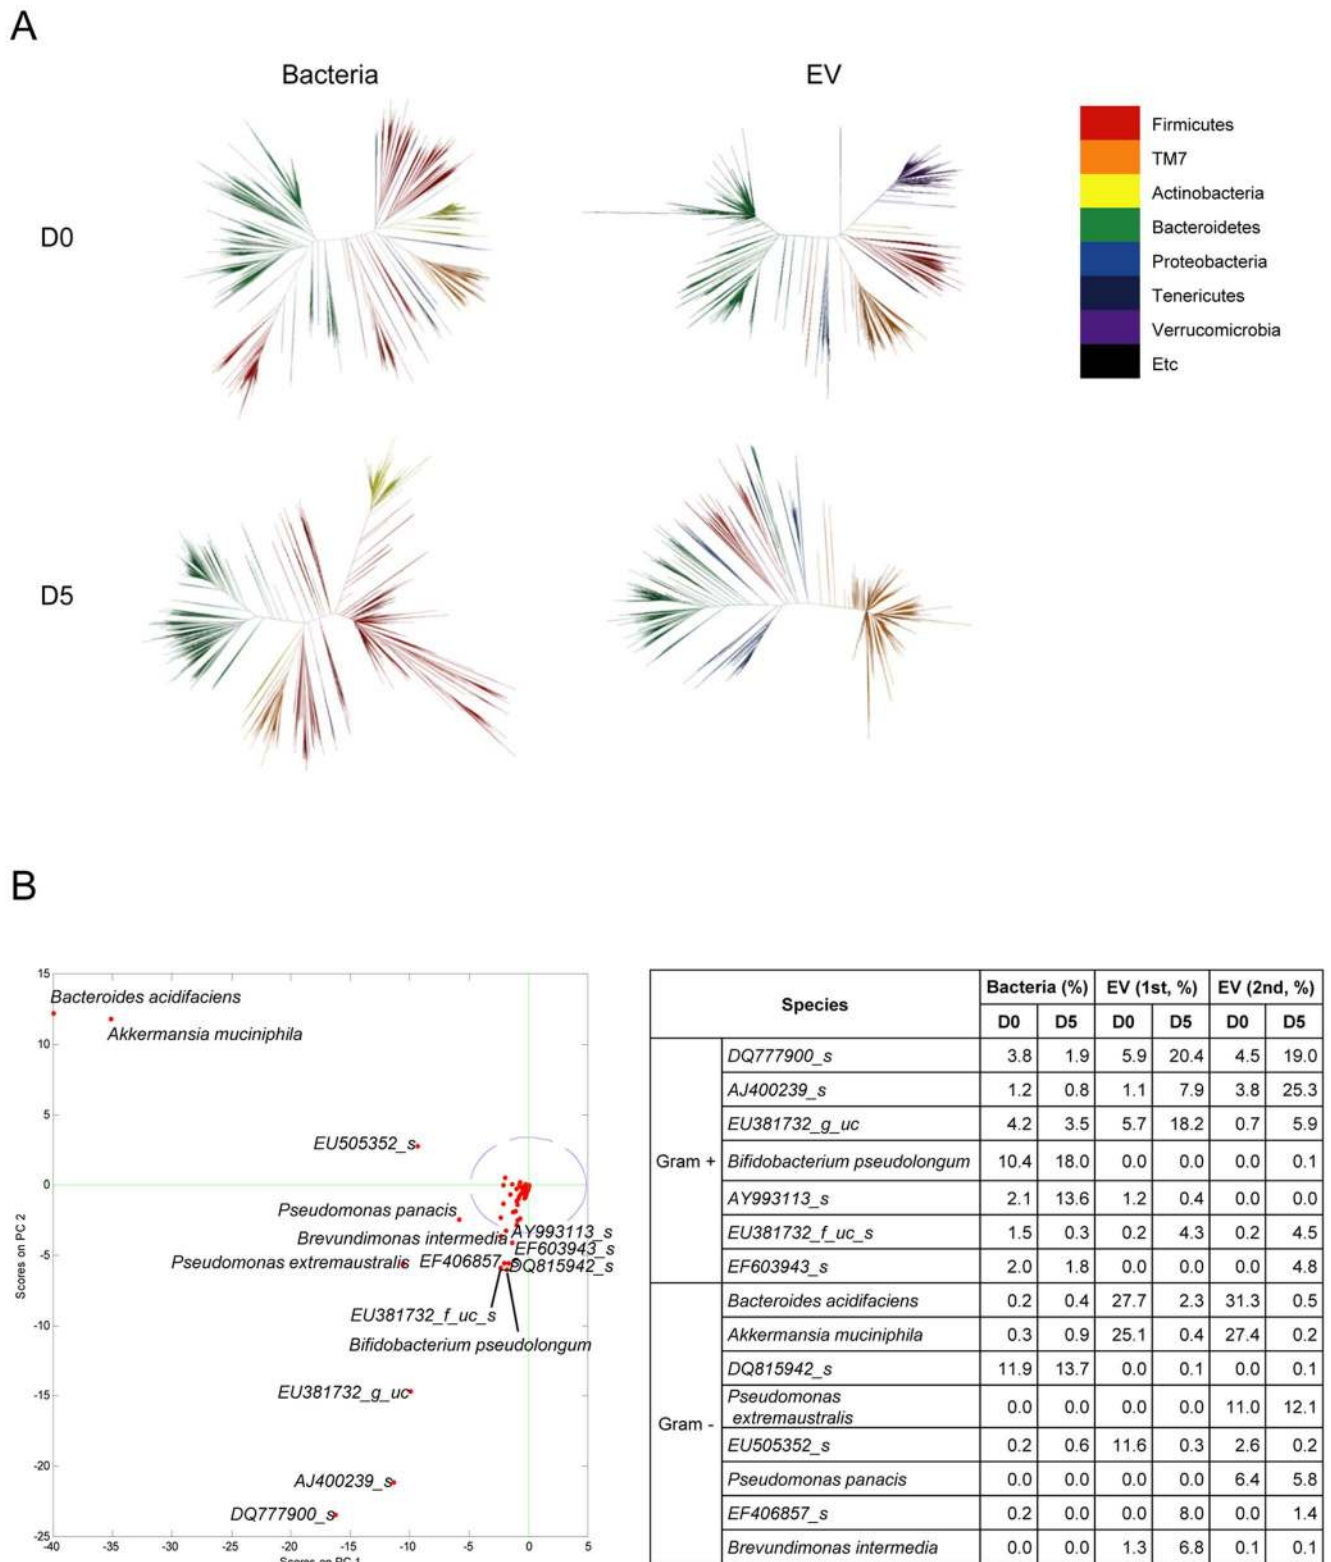 A
Bacteria
EV
Firmicutes
TM7
Actinobacteria
Bacteroidetes
Proteobacteria
Tenericutes
Verrucomicrobia
Etc
D0
D5
B
15
10
5
0
-5
-10
-15
-20
-25
Scores on PC 2
-40 -35 -30 -25 -20 -15 -10 -5 0 5
Scores on PC 1
Bacteroides acidifaciens
Akkermansia muciniphila
EU505352_s
Pseudomonas panacis
Brevundimonas intermedia
AY993113_s
EF603943_s
Pseudomonas extremaustralis
EF406857_s
DQ815942_s
EU381732_f_uc_s
Bifidobacterium pseudolongum
EU381732_g_uc
AJ400239_s
DQ777900_s
Species Bacteria (%) EV (1st, %) EV (2nd, %)
D0 D5 D0 D5 D0 D5
Gram +
DQ777900_s 3.8 1.9 5.9 20.4 4.5 19.0
AJ400239_s 1.2 0.8 1.1 7.9 3.8 25.3
EU381732_g_uc 4.2 3.5 5.7 18.2 0.7 5.9
Bifidobacterium pseudolongum 10.4 18.0 0.0 0.0 0.0 0.1
AY993113_s 2.1 13.6 1.2 0.4 0.0 0.0
EU381732_f_uc_s 1.5 0.3 0.2 4.3 0.2 4.5
EF603943_s 2.0 1.8 0.0 0.0 0.0 4.8
Gram -
Bacteroides acidifaciens 0.2 0.4 27.7 2.3 31.3 0.5
Akkermansia muciniphila 0.3 0.9 25.1 0.4 27.4 0.2
DQ815942_s 11.9 13.7 0.0 0.1 0.0 0.1
Pseudomonas
extremaustralis 0.0 0.0 0.0 0.0 11.0 12.1
EU505352_s 0.2 0.6 11.6 0.3 2.6 0.2
Pseudomonas panacis 0.0 0.0 0.0 0.0 6.4 5.8
EF406857_s 0.2 0.0 0.0 8.0 0.0 1.4
Brevundimonas intermedia 0.0 0.0 1.3 6.8 0.1 0.1